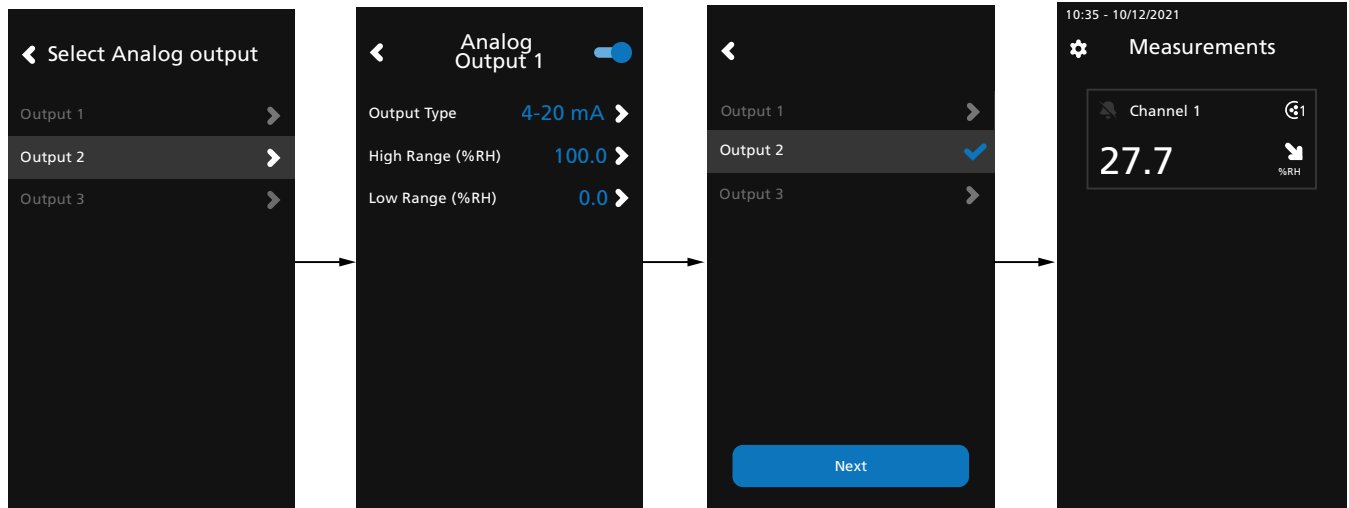 Select Analog output
Output 1
Output 2
Output 3
Analog
Output 1
Output Type 4-20 mA
High Range (%RH) 100.0
Low Range (%RH) 0.0
Output 1
Output 2
Output 3
Next
10:35 - 10/12/2021
Measurements
Channel 1 1
27.7 %RH